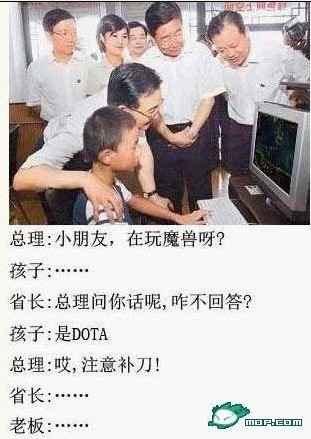 总理:小朋友，在玩魔兽呀?
孩子:……
省长:总理问你话呢,咋不回答?
孩子:是DOTA
总理:哎,注意补刀!
省长:……
老板:……
MOP.COM